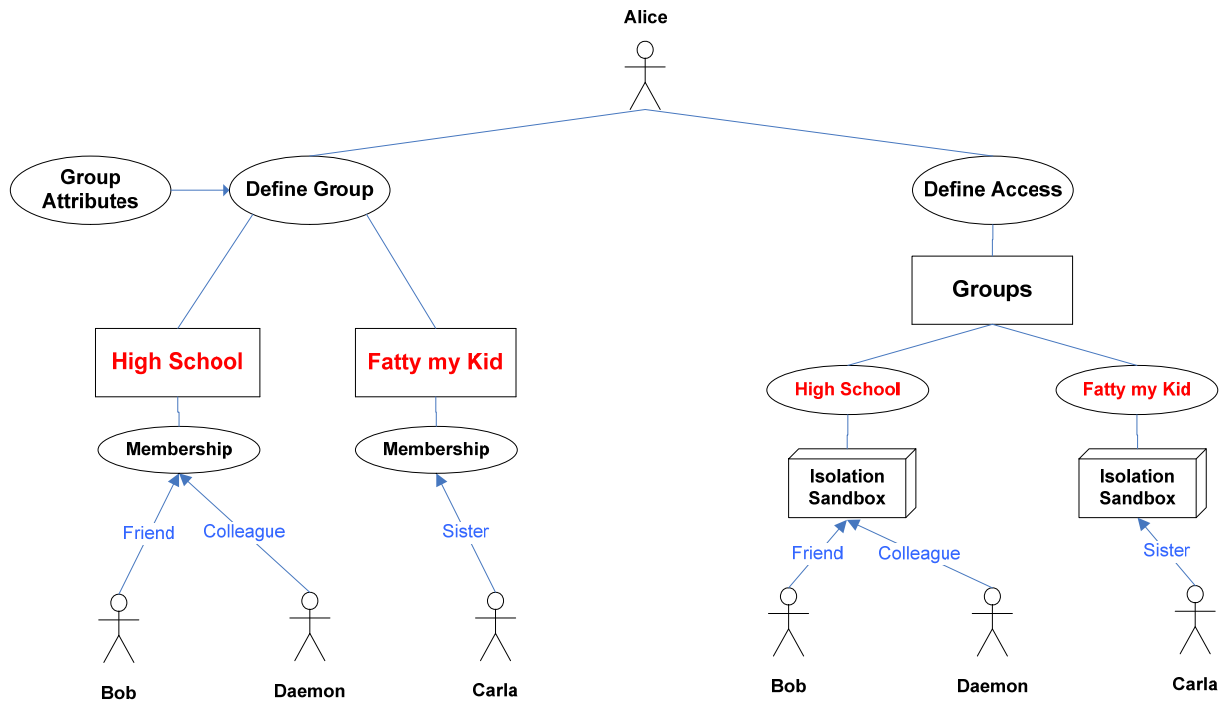 Alice
Group
Attributes
Define Group
Define Access
Groups
High School
Fatty my Kid
High School
Fatty my Kid
Membership
Membership
Isolation
Sandbox
Isolation
Sandbox
Friend
Colleague
Sister
Friend
Colleague
Sister
Bob
Daemon
Carla
Bob
Daemon
Carla